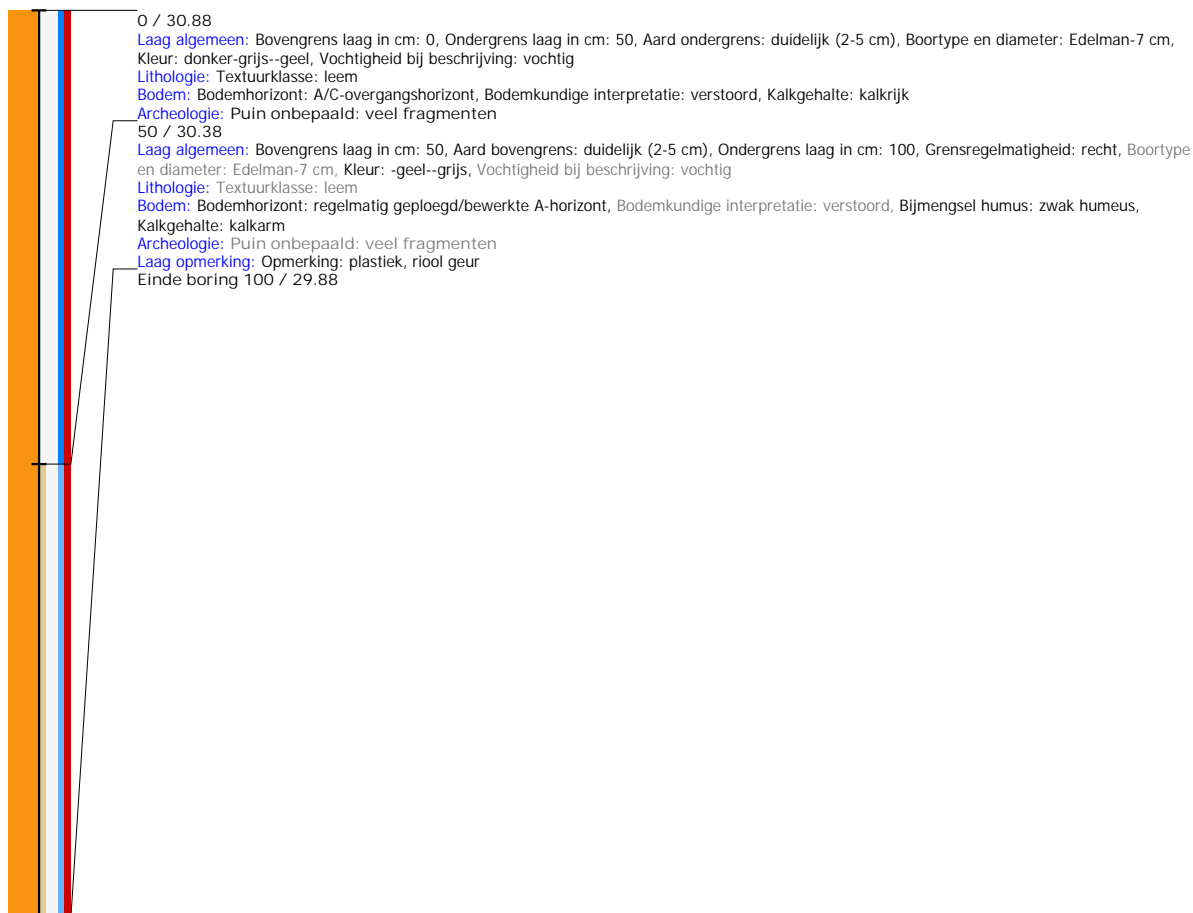 0 / 30.88
Laag algemeen: Bovengrens laag in cm: 0, Ondergrens laag in cm: 50, Aard ondergrens: duidelijk (2-5 cm), Boortype en diameter: Edelman-7 cm,
Kleur: donker-grijs--geel, Vochtigheid bij beschrijving: vochtig
Lithologie: Textuurklasse: leem
Bodem: Bodemhorizont: A/C-overgangshorizont, Bodemkundige interpretatie: verstoord, Kalkgehalte: kalkrijk
Archeologie: Puin onbepaald: veel fragmenten
50 / 30.38
Laag algemeen: Bovengrens laag in cm: 50, Aard bovengrens: duidelijk (2-5 cm), Ondergrens laag in cm: 100, Grensregelmatigheid: recht, Boortype
en diameter: Edelman-7 cm, Kleur: -geel--grijs, Vochtigheid bij beschrijving: vochtig
Lithologie: Textuurklasse: leem
Bodem: Bodemhorizont: regelmatig geploegd/bewerkte A-horizont, Bodemkundige interpretatie: verstoord, Bijmengsel humus: zwak humeus,
Kalkgehalte: kalkarm
Archeologie: Puin onbepaald: veel fragmenten
Laag opmerking: Opmerking: plastiek, riool geur
Einde boring 100 / 29.88